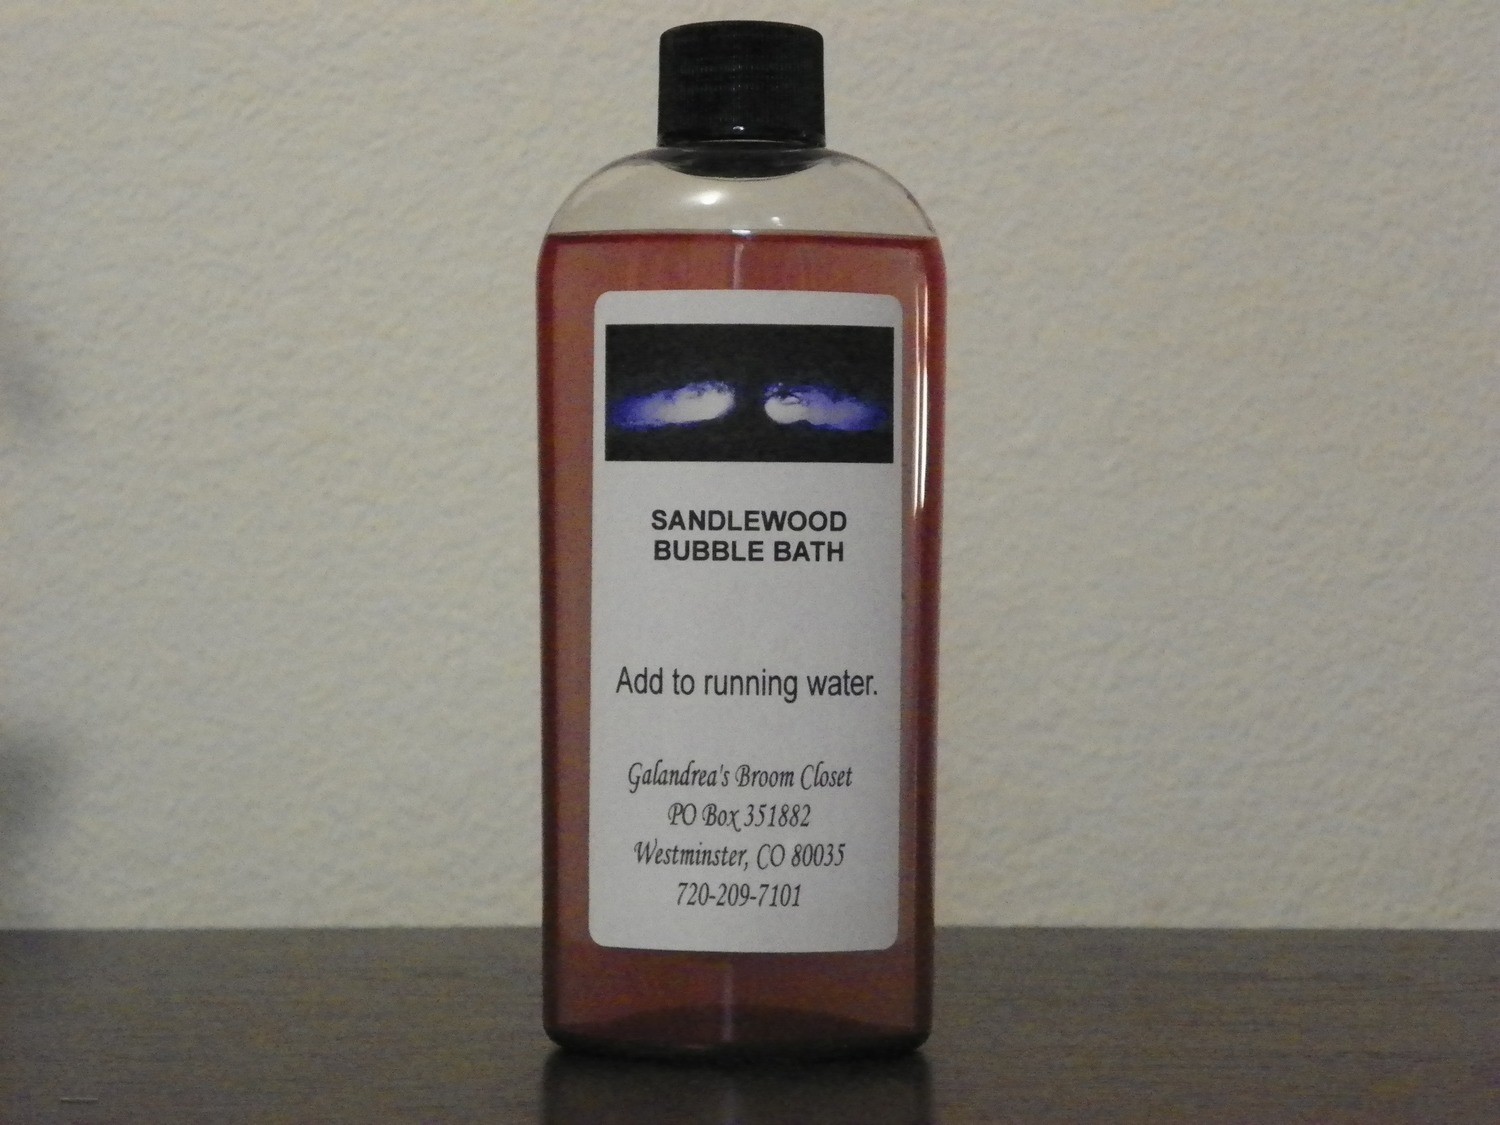 SANDLEWOOD
BUBBLE BATH
Add to running water.
Galandrea's Broom Closet
PO Box 351882
Westminster, CO 80035
720-209-7101